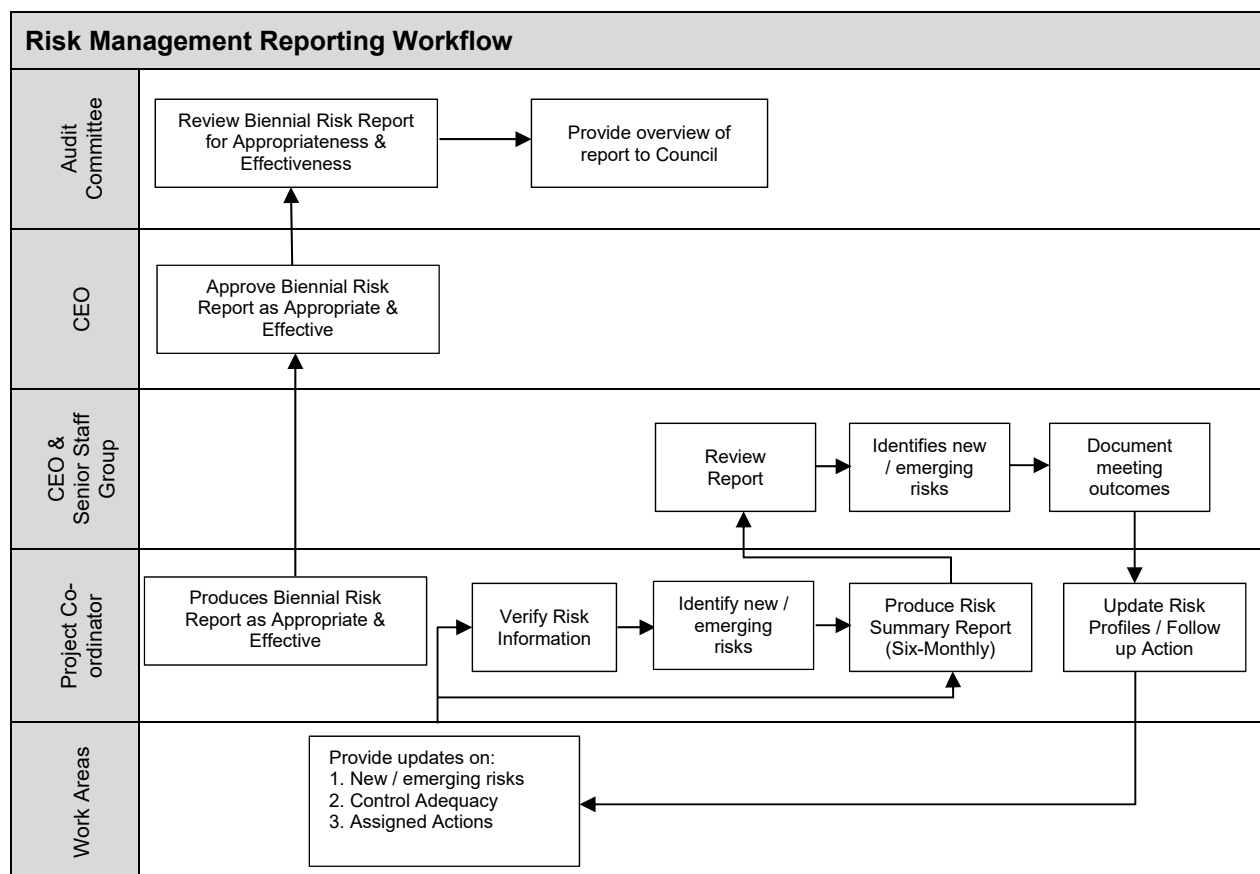 Risk Management Reporting Workflow
Audit
Committee
Review Biennial Risk Report
for Appropriateness &
Effectiveness
Provide overview of
report to Council
CEO
Approve Biennial Risk
Report as Appropriate &
Effective
CEO &
Senior Staff
Group
Review
Report
Identifies new
/ emerging
risks
Document
meeting
outcomes
Project Co-
ordinator
Produces Biennial Risk
Report as Appropriate &
Effective
Verify Risk
Information
Identify new /
emerging
risks
Produce Risk
Summary Report
(Six-Monthly)
Update Risk
Profiles / Follow
up Action
Work Areas
Provide updates on:
1. New / emerging risks
2. Control Adequacy
3. Assigned Actions